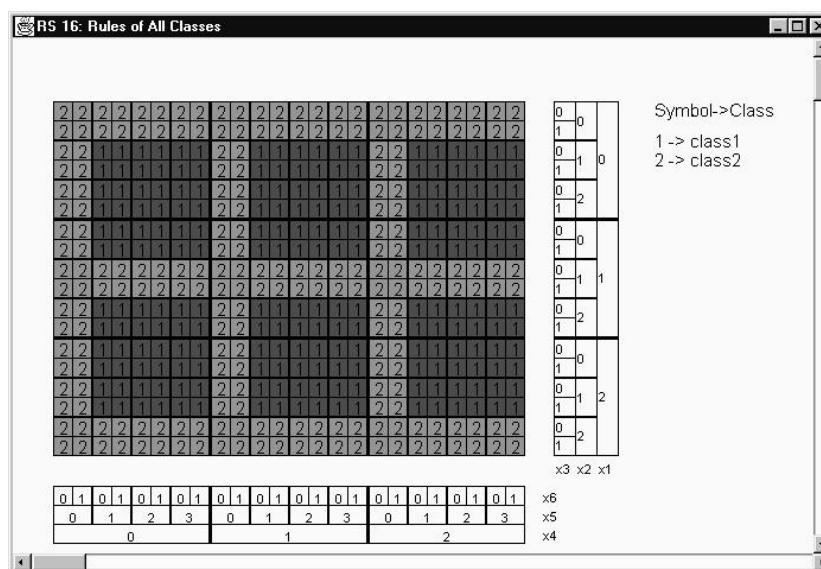 RS 16: Rules of All Classes
2 2 2 2 2 2 2 2 2 2 2 2 2 2 2 2 2 2 2 2 2 2 2 2 0
0
2 2 2 2 2 2 2 2 2 2 2 2 2 2 2 2 2 2 2 2 2 2 2 2 1
2 2 1 1 1 1 1 1 2 2 1 1 1 1 1 1 2 2 1 1 1 1 1 1 0
1 0
2 2 1 1 1 1 1 1 2 2 1 1 1 1 1 1 2 2 1 1 1 1 1 1 1
2 2 1 1 1 1 1 1 2 2 1 1 1 1 1 1 2 2 1 1 1 1 1 1 0
2
2 2 1 1 1 1 1 1 2 2 1 1 1 1 1 1 2 2 1 1 1 1 1 1 1
2 2 1 1 1 1 1 1 2 2 1 1 1 1 1 1 2 2 1 1 1 1 1 1 0
0
2 2 1 1 1 1 1 1 2 2 1 1 1 1 1 1 2 2 1 1 1 1 1 1 1
2 2 2 2 2 2 2 2 2 2 2 2 2 2 2 2 2 2 2 2 2 2 2 2 0
1 1
2 2 2 2 2 2 2 2 2 2 2 2 2 2 2 2 2 2 2 2 2 2 2 2 1
2 2 1 1 1 1 1 1 2 2 1 1 1 1 1 1 2 2 1 1 1 1 1 1 0
2
2 2 1 1 1 1 1 1 2 2 1 1 1 1 1 1 2 2 1 1 1 1 1 1 1
2 2 1 1 1 1 1 1 2 2 1 1 1 1 1 1 2 2 1 1 1 1 1 1 0
0
2 2 1 1 1 1 1 1 2 2 1 1 1 1 1 1 2 2 1 1 1 1 1 1 1
2 2 1 1 1 1 1 1 2 2 1 1 1 1 1 1 2 2 1 1 1 1 1 1 0
1 2
2 2 1 1 1 1 1 1 2 2 1 1 1 1 1 1 2 2 1 1 1 1 1 1 1
2 2 2 2 2 2 2 2 2 2 2 2 2 2 2 2 2 2 2 2 2 2 2 2 0
2
2 2 2 2 2 2 2 2 2 2 2 2 2 2 2 2 2 2 2 2 2 2 2 2 1
x3 x2 x1
Symbol->Class
1 -> class1
2 -> class2
0 1 0 1 0 1 0 1 0 1 0 1 0 1 0 1 0 1 0 1 0 1 0 1 x6
0 1 2 3 0 1 2 3 0 1 2 3 x5
0 1 2 x4